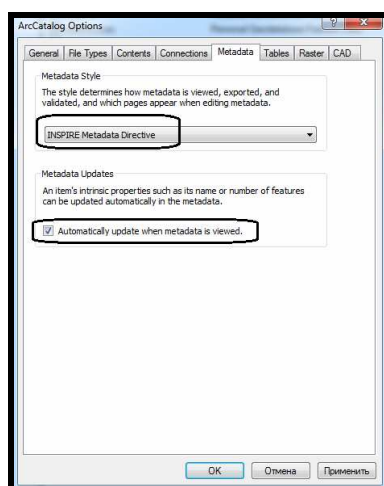 ArcCatalog Options
General File Types Contents Connections Metadata Tables Raster CAD
Metadata Style
The style determines how metadata is viewed, exported, and
validated, and which pages appear when editing metadata.
INSPIRE Metadata Directive
Metadata Updates
An item's intrinsic properties such as its name or number of features
can be updated automatically in the metadata.
Automatically update when metadata is viewed.
OK Отмена Применить